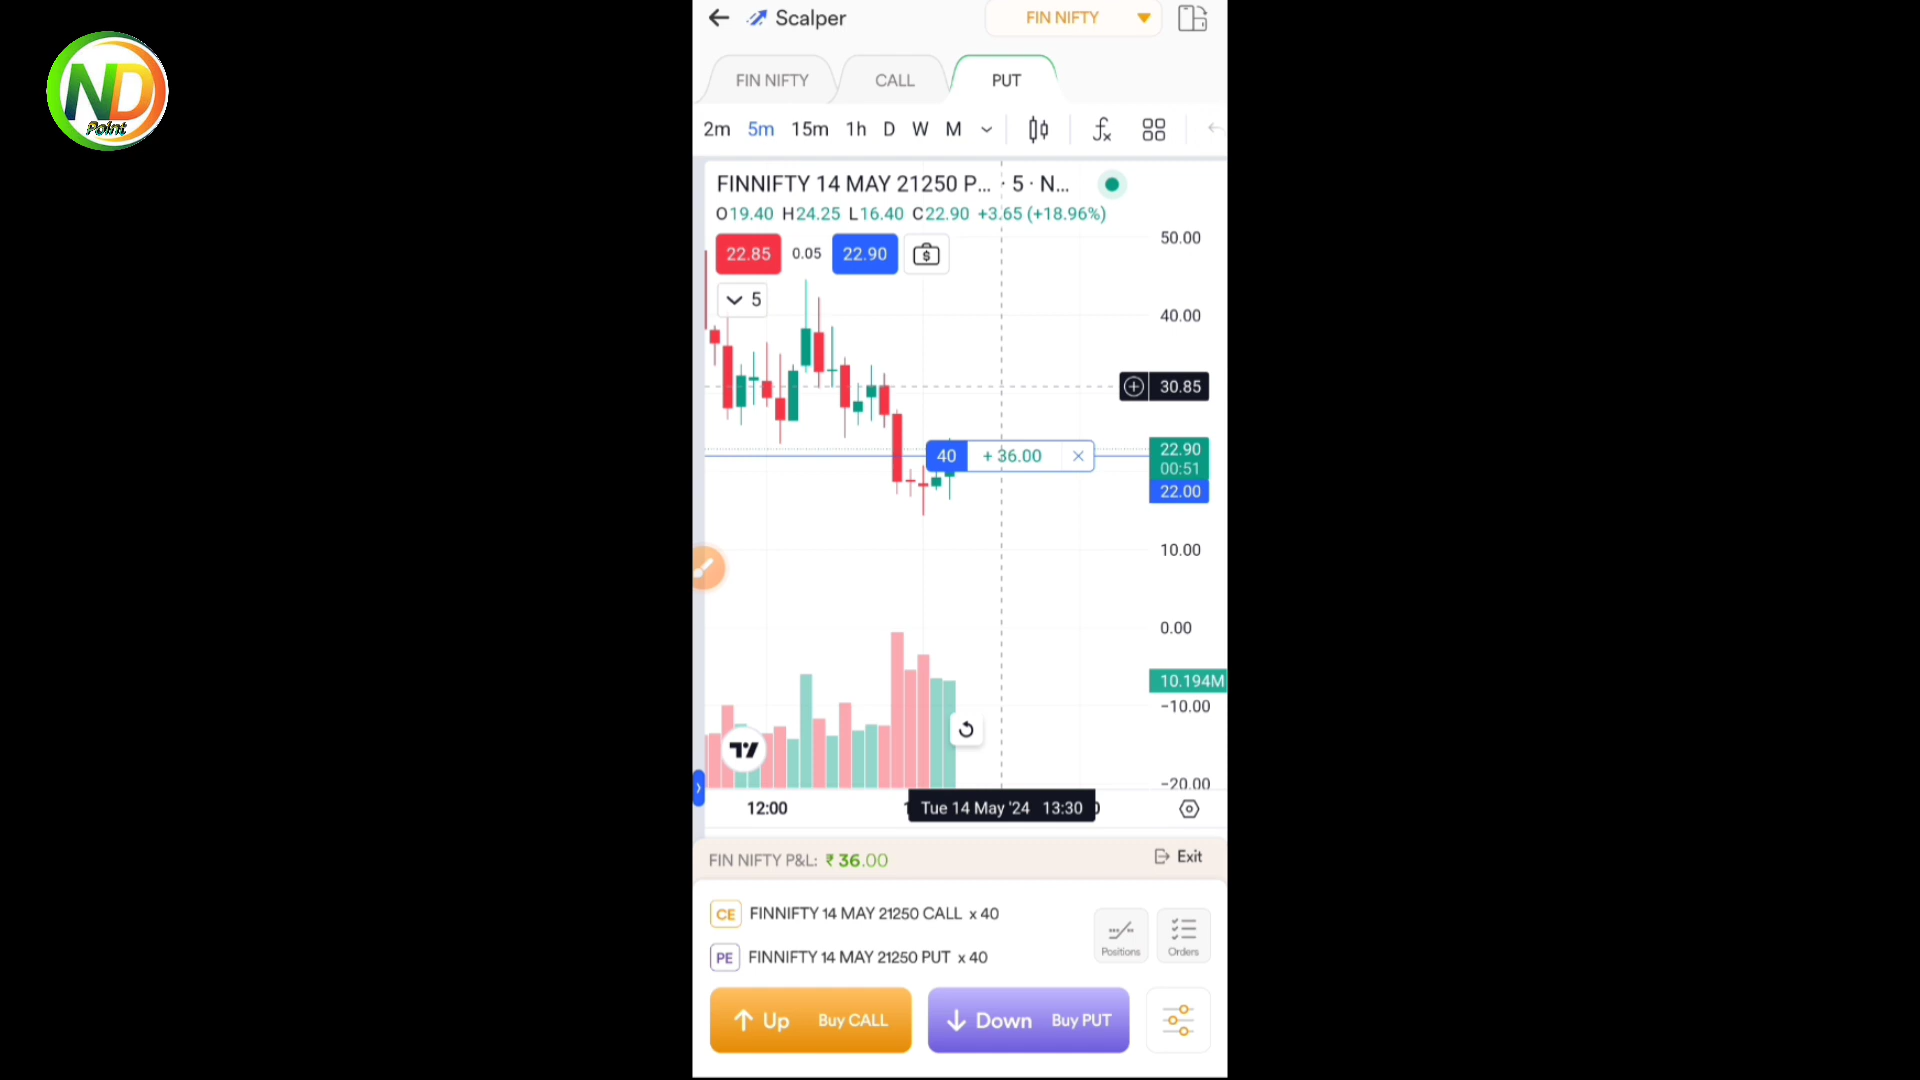 ND
Point
Scalper
FIN NIFTY
FIN NIFTY CALL PUT
2m 5m 15m 1h D W M
FINNIFTY 14 MAY 21250 P... · 5 · N...
O19.40 H24.25 L16.40 C22.90 +3.65 (+18.96%)
50.00
22.85 0.05 22.90
5
40.00
30.85
22.90
40 + 36.00
00:51
22.00
10.00
0.00
10.194M
−10.00
−20.00
12:00 Tue 14 May '24 13:30
FIN NIFTY P&L: ₹ 36.00 Exit
CE FINNIFTY 14 MAY 21250 CALL x 40
PE FINNIFTY 14 MAY 21250 PUT x 40
Positions Orders
Up Buy CALL Down Buy PUT